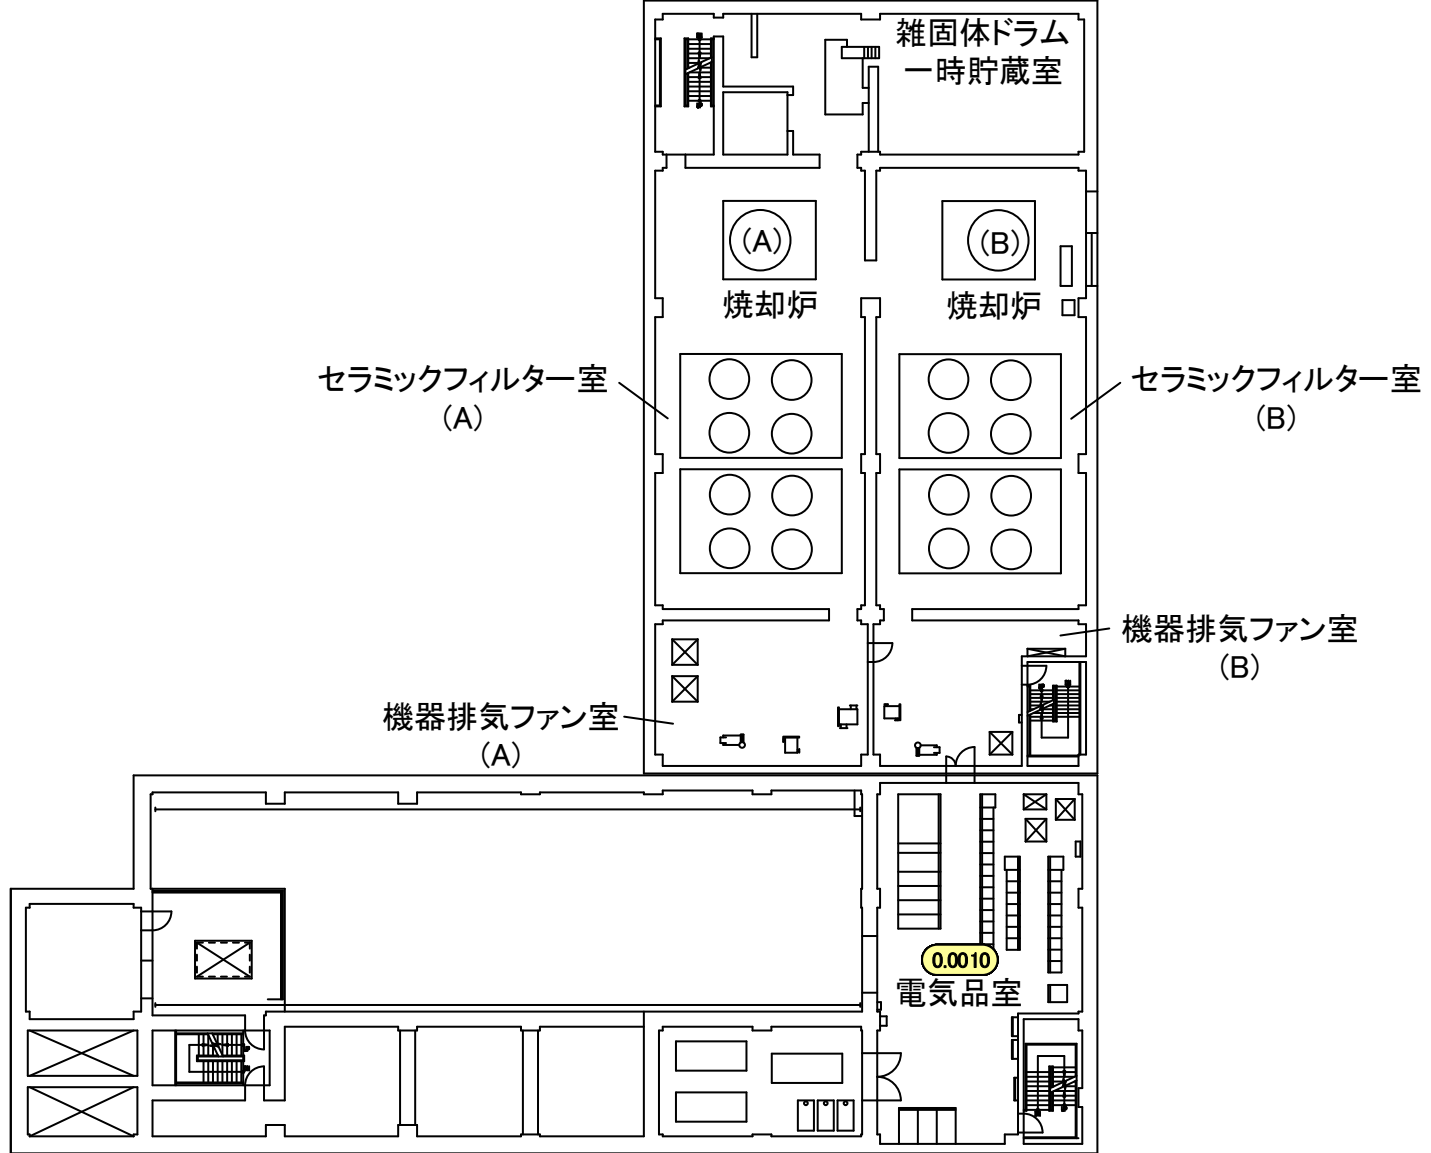 雑固体ドラム
一時貯蔵室
(A)
(B)
焼却炉
焼却炉
セラミックフィルター室
(A)
セラミックフィルター室
(B)
機器排気ファン室
(B)
機器排気ファン室
(A)
0.0010
電気品室